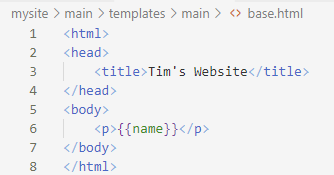 mysite > main > templates > main > <> base.html
1 <html>
2 <head>
3     <title>Tim's Website</title>
4 </head>
5 <body>
6     <p>{{name}}</p>
7 </body>
8 </html>